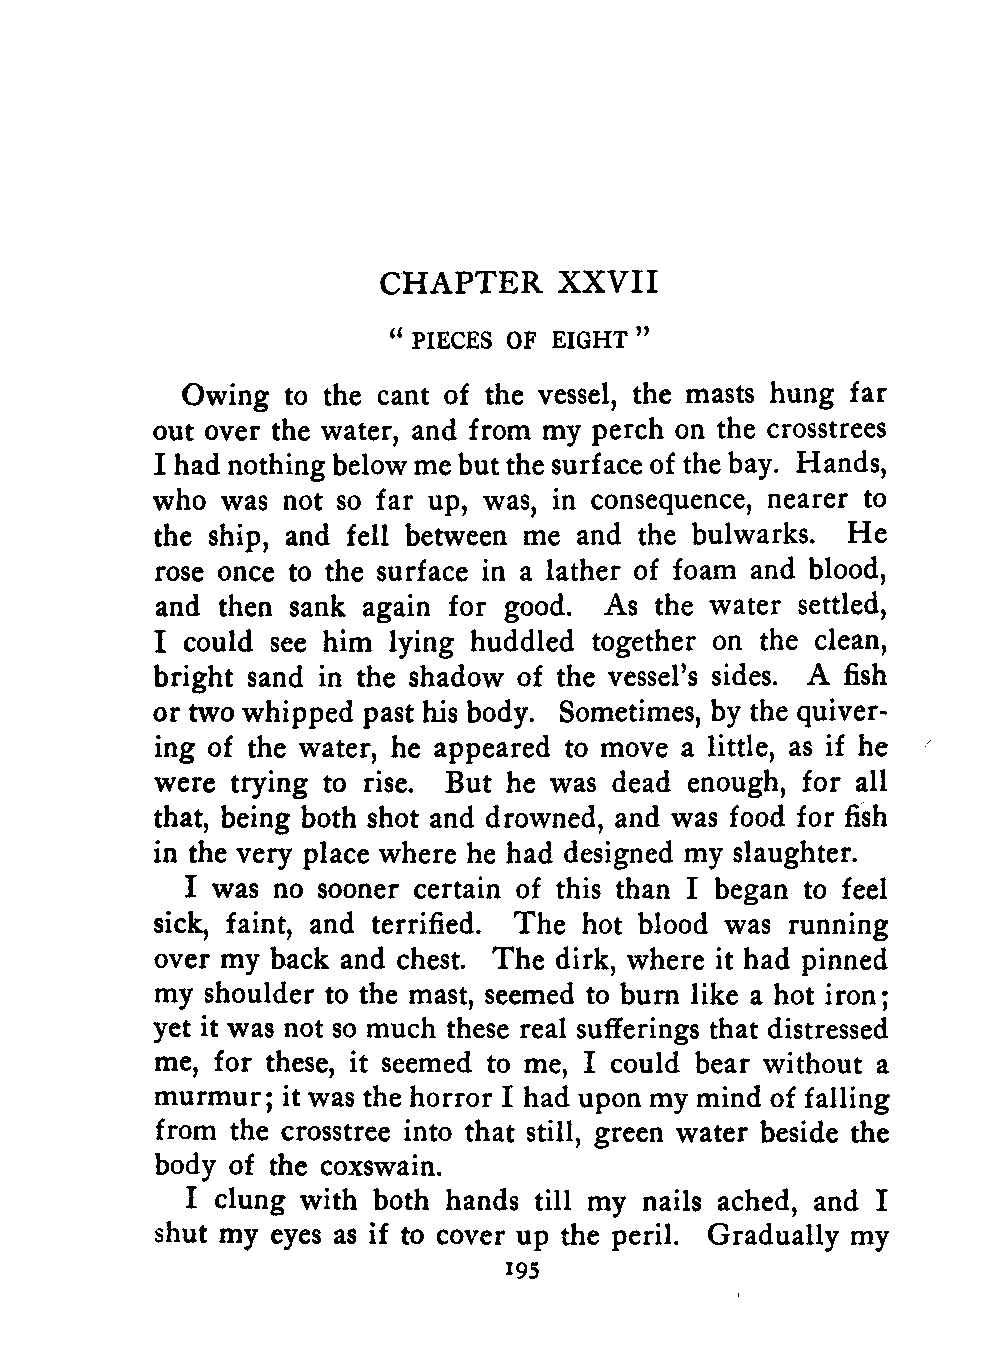 CHAPTER XXVII
“ PIECES OF EIGHT ”
Owing to the cant of the vessel, the masts hung far
out over the water, and from my perch on the crosstrees
I had nothing below me but the surface of the bay. Hands,
who was not so far up, was, in consequence, nearer to
the ship, and fell between me and the bulwarks. He
rose once to the surface in a lather of foam and blood,
and then sank again for good. As the water settled,
I could see him lying huddled together on the clean,
bright sand in the shadow of the vessel's sides. A fish
or two whipped past his body. Sometimes, by the quiver-
ing of the water, he appeared to move a little, as if he
were trying to rise. But he was dead enough, for all
that, being both shot and drowned, and was food for fish
in the very place where he had designed my slaughter.
I was no sooner certain of this than I began to feel
sick, faint, and terrified. The hot blood was running
over my back and chest. The dirk, where it had pinned
my shoulder to the mast, seemed to burn like a hot iron;
yet it was not so much these real sufferings that distressed
me, for these, it seemed to me, I could bear without a
murmur; it was the horror I had upon my mind of falling
from the crosstree into that still, green water beside the
body of the coxswain.
I clung with both hands till my nails ached, and I
shut my eyes as if to cover up the peril. Gradually my
195